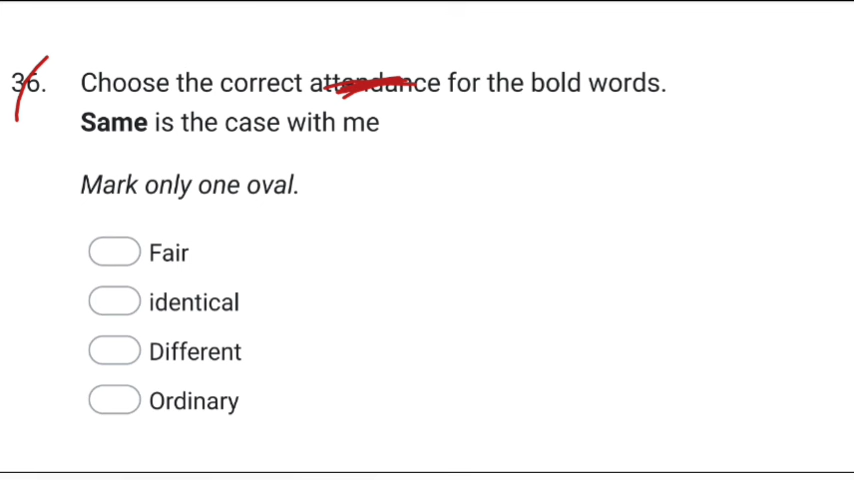 36. Choose the correct attendance for the bold words.
Same is the case with me
Mark only one oval.
Fair
identical
Different
Ordinary